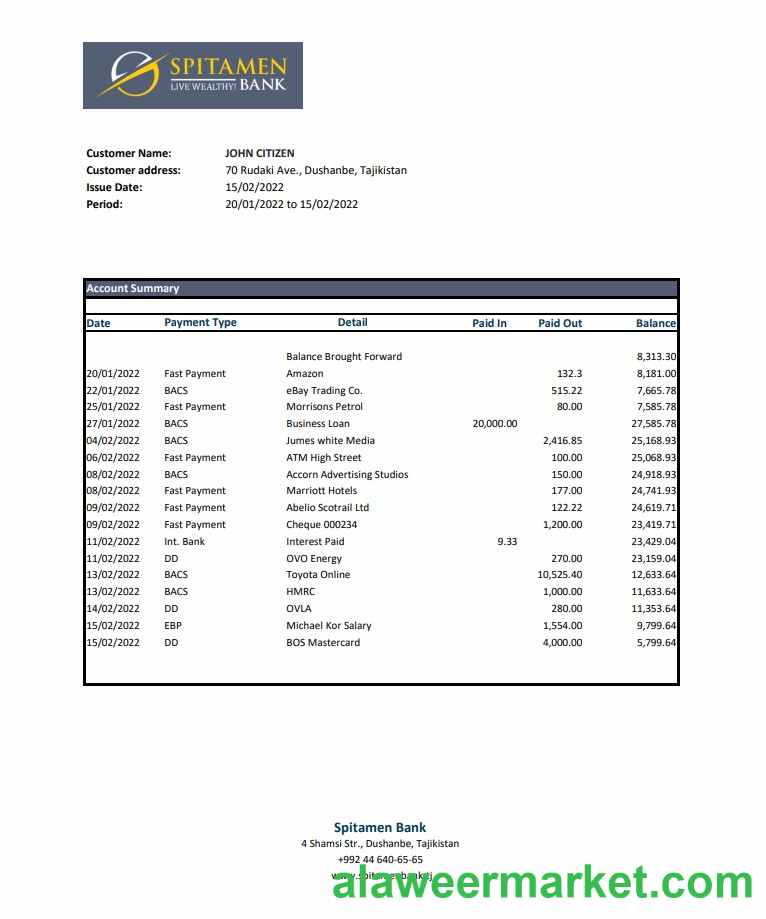 SPITAMEN
LIVE WEALTHY! BANK
Customer Name: JOHN CITIZEN
Customer address: 70 Rudaki Ave., Dushanbe, Tajikistan
Issue Date: 15/02/2022
Period: 20/01/2022 to 15/02/2022
Account Summary
Date Payment Type Detail Paid In Paid Out Balance
Balance Brought Forward 8,313.30
20/01/2022 Fast Payment Amazon 132.3 8,181.00
22/01/2022 BACS eBay Trading Co. 515.22 7,665.78
25/01/2022 Fast Payment Morrisons Petrol 80.00 7,585.78
27/01/2022 BACS Business Loan 20,000.00 27,585.78
04/02/2022 BACS Jumes white Media 2,416.85 25,168.93
06/02/2022 Fast Payment ATM High Street 100.00 25,068.93
08/02/2022 BACS Accorn Advertising Studios 150.00 24,918.93
08/02/2022 Fast Payment Marriott Hotels 177.00 24,741.93
09/02/2022 Fast Payment Abelio Scotrail Ltd 122.22 24,619.71
09/02/2022 Fast Payment Cheque 000234 1,200.00 23,419.71
11/02/2022 Int. Bank Interest Paid 9.33 23,429.04
11/02/2022 DD OVO Energy 270.00 23,159.04
13/02/2022 BACS Toyota Online 10,525.40 12,633.64
13/02/2022 BACS HMRC 1,000.00 11,633.64
14/02/2022 DD OVLA 280.00 11,353.64
15/02/2022 EBP Michael Kor Salary 1,554.00 9,799.64
15/02/2022 DD BOS Mastercard 4,000.00 5,799.64
Spitamen Bank
4 Shamsi Str., Dushanbe, Tajikistan
+992 44 640-65-65
alaweermarket.com